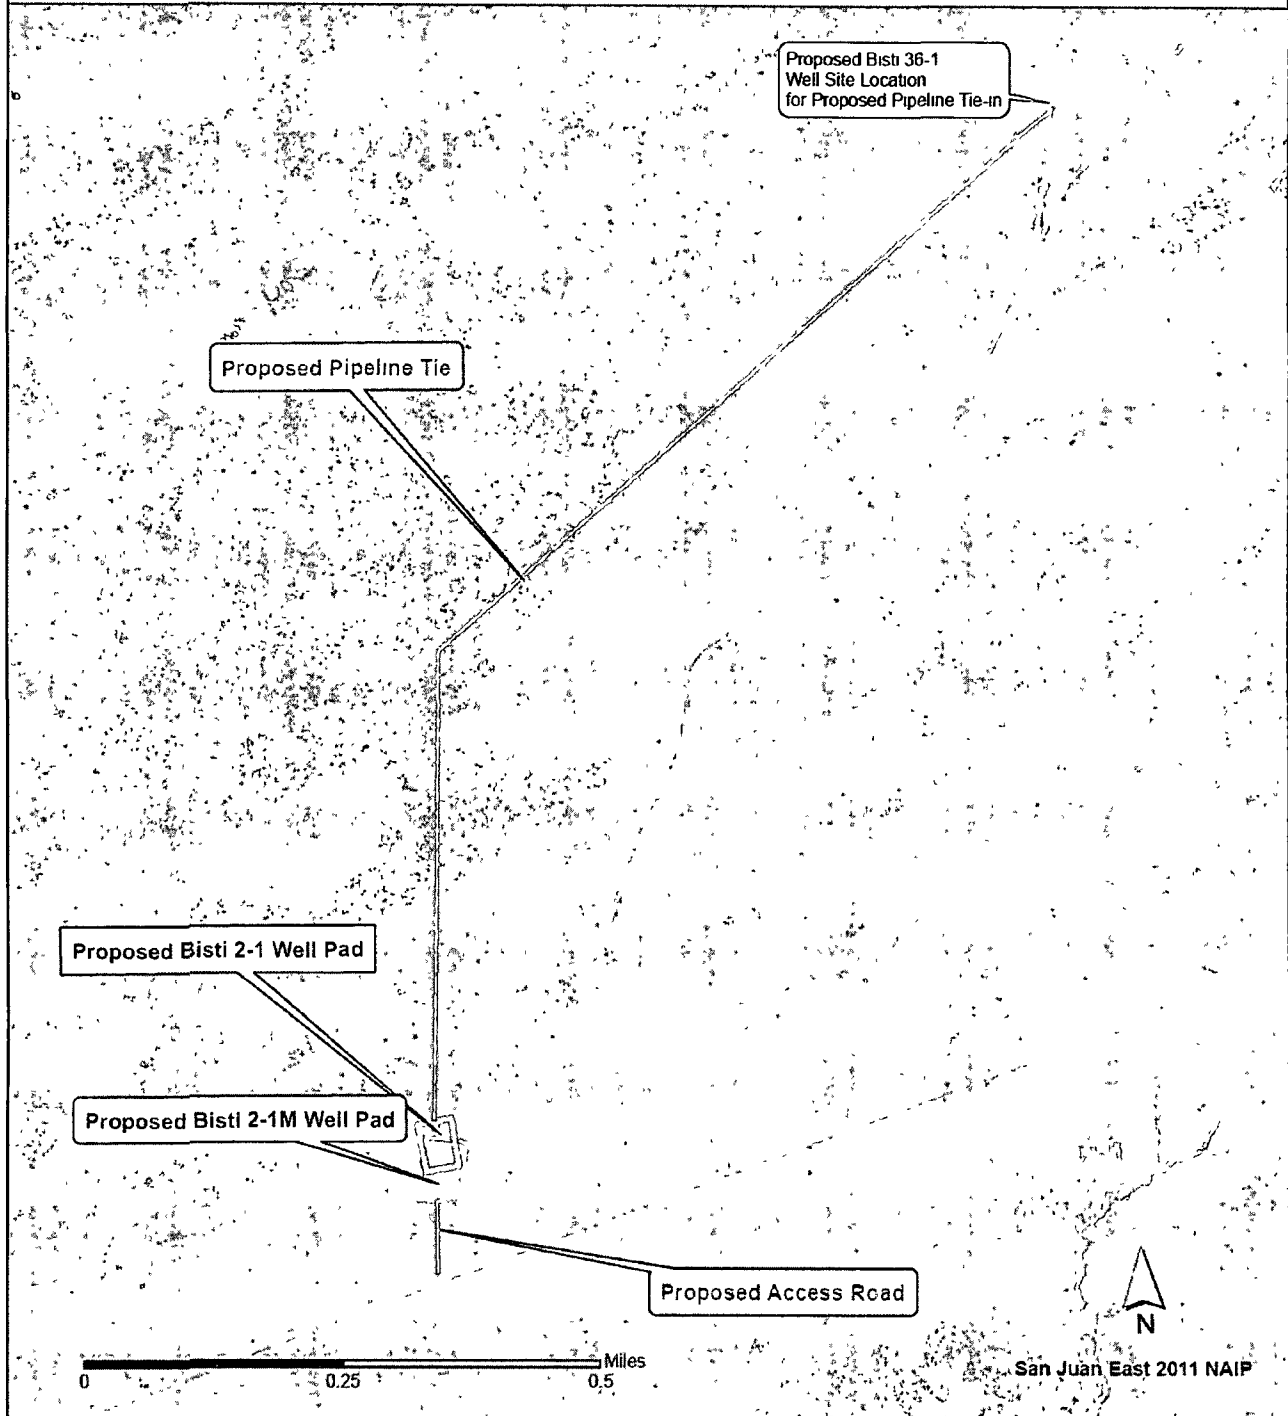 Proposed Bisti 36-1
Well Site Location
for Proposed Pipeline Tie-in
Proposed Pipeline Tie
Proposed Bisti 2-1 Well Pad
Proposed Bisti 2-1M Well Pad
Proposed Access Road
N
Miles
0 0.25 0.5
San Juan East 2011 NAIP